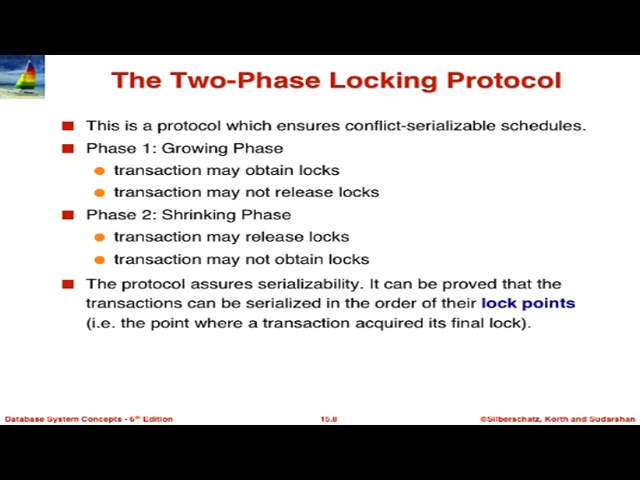 The Two-Phase Locking Protocol
This is a protocol which ensures conflict-serializable schedules.
Phase 1: Growing Phase
transaction may obtain locks
transaction may not release locks
Phase 2: Shrinking Phase
transaction may release locks
transaction may not obtain locks
The protocol assures serializability. It can be proved that the
transactions can be serialized in the order of their lock points
(i.e. the point where a transaction acquired its final lock).
Database System Concepts - 6th Edition
15.8
©Silberschatz, Korth and Sudarshan